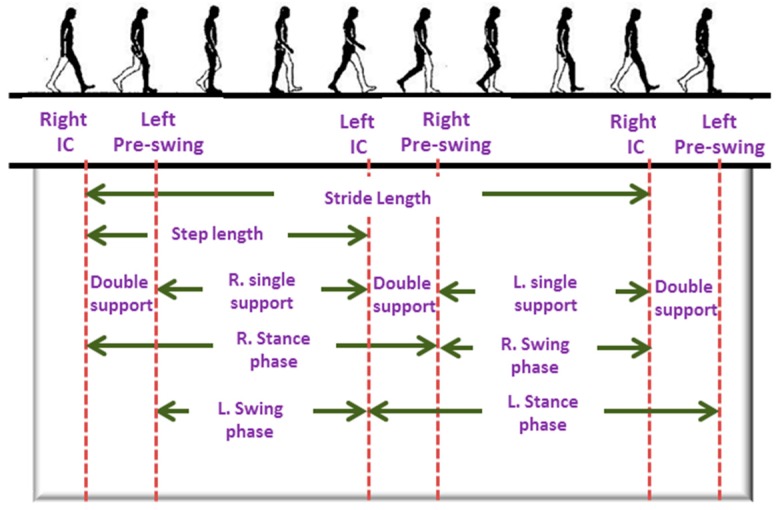 Right
IC
Left
Pre-swing
Left
IC
Right
Pre-swing
Right
IC
Left
Pre-swing
Stride Length
Step length
Double
support
R. single
support
Double
support
L. single
support
Double
support
R. Stance
phase
R. Swing
phase
L. Swing
phase
L. Stance
phase